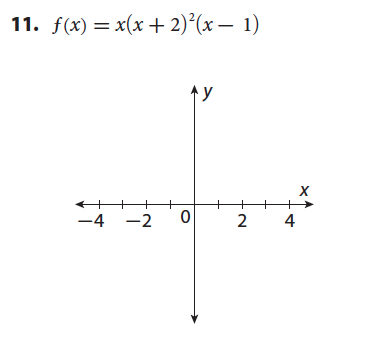 11. f(x) = x(x + 2)²(x − 1)
y
x
−4 −2 0 2 4